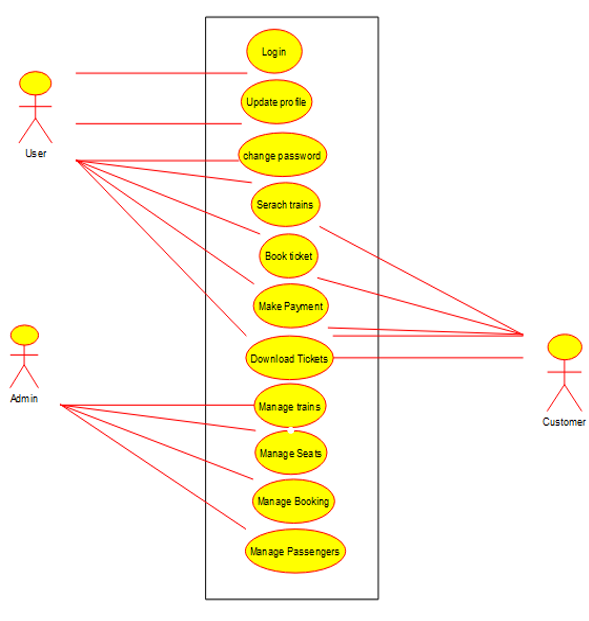 Login
Update profile
change password
Serach trains
Book ticket
Make Payment
Download Tickets
Manage trains
Manage Seats
Manage Booking
Manage Passengers
User
Admin
Customer